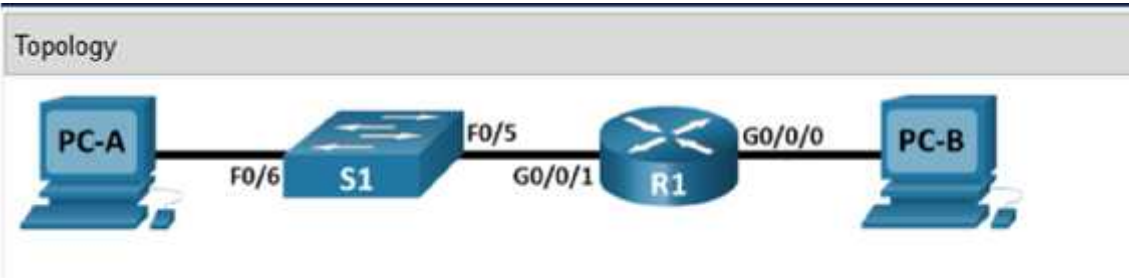 Topology
PC-A
F0/6
S1
F0/5
G0/0/1
R1
G0/0/0
PC-B